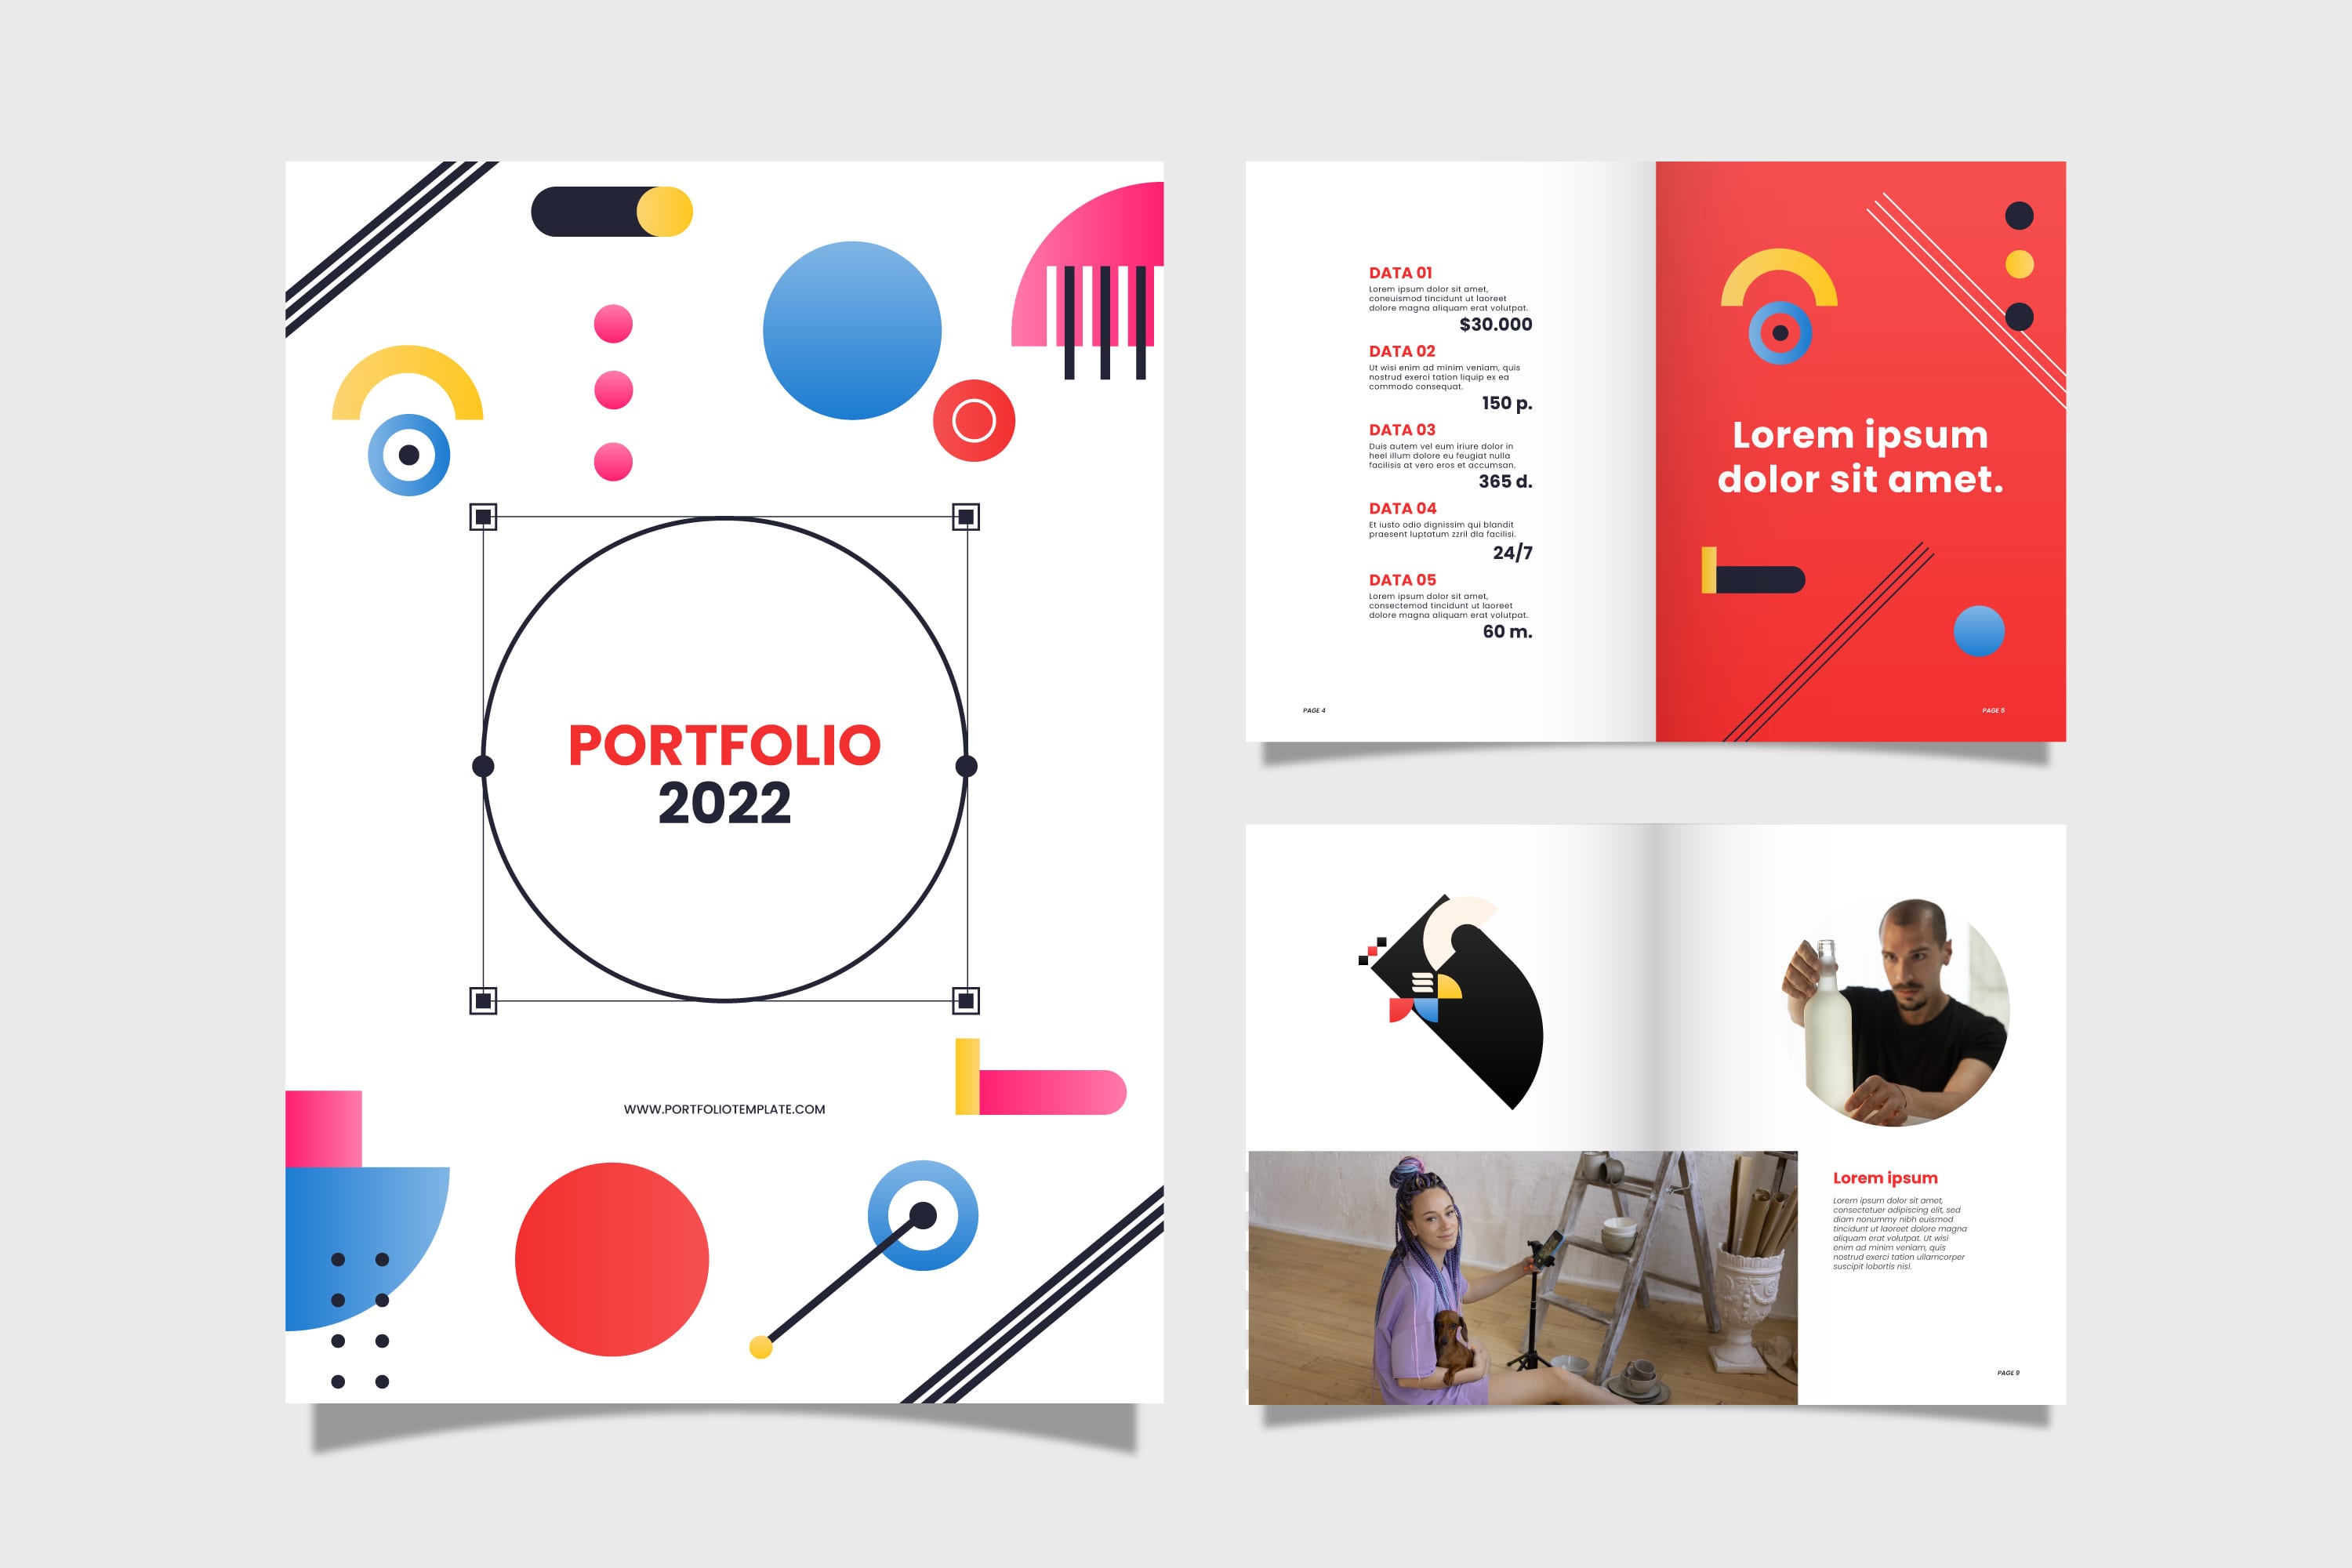 PORTFOLIO
2022
WWW.PORTFOLIOTEMPLATE.COM
DATA 01
Lorem ipsum dolor sit amet,
coneuismod tincidunt ut laoreet
dolore magna aliquam erat volutpat.
$30.000
DATA 02
Ut wisi enim ad minim veniam, quis
nostrud exerci tation liquip ex ea
commodo consequat.
150 p.
DATA 03
Duis autem vel eum iriure dolor in
heel illum dolore eu feugiat nulla
facilisis at vero eros et accumsan.
365 d.
DATA 04
Et iusto odio dignissim qui blandit
praesent luptatum zzril dla facilisi.
24/7
DATA 05
Lorem ipsum dolor sit amet,
consectemod tincidunt ut laoreet
dolore magna aliquam erat volutpat.
60 m.
PAGE 4
Lorem ipsum
dolor sit amet.
PAGE 5
Lorem ipsum
Lorem ipsum dolor sit amet,
consectetuer adipiscing elit, sed
diam nonummy nibh euismod
tincidunt ut laoreet dolore magna
aliquam erat volutpat. Ut wisi
enim ad minim veniam, quis
nostrud exerci tation ullamcorper
suscipit lobortis nisl.
PAGE 9